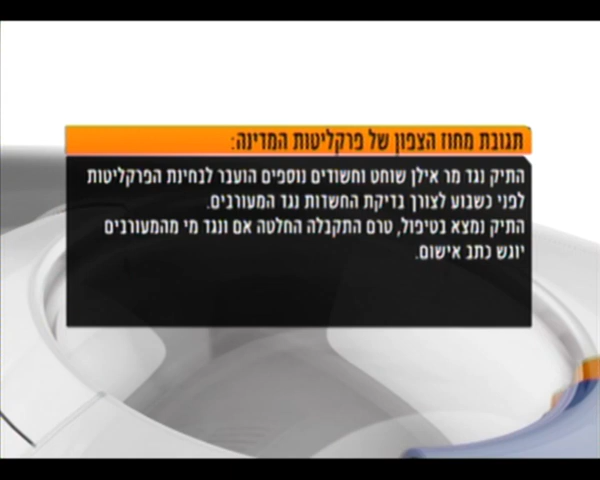 תגובת מחוז הצפון של פרקליטות המדינה:
התיק נגד מר אילן שוחט וחשודים נוספים הועבר לבחינת הפרקליטות
לפני כשבוע לצורך בדיקת החשדות נגד המעורבים.
התיק נמצא בטיפול, טרם התקבלה החלטה אם ונגד מי מהמעורבים
יוגש כתב אישום.